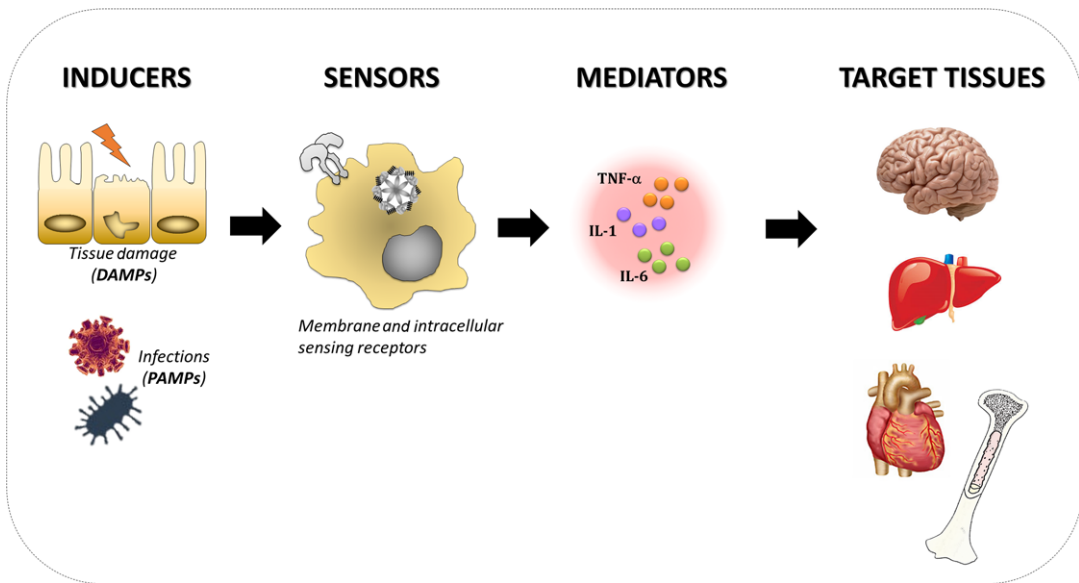 INDUCERS
SENSORS
MEDIATORS
TARGET TISSUES
Tissue damage
(DAMPs)
Infections
(PAMPs)
Membrane and intracellular
sensing receptors
TNF-α
IL-1
IL-6